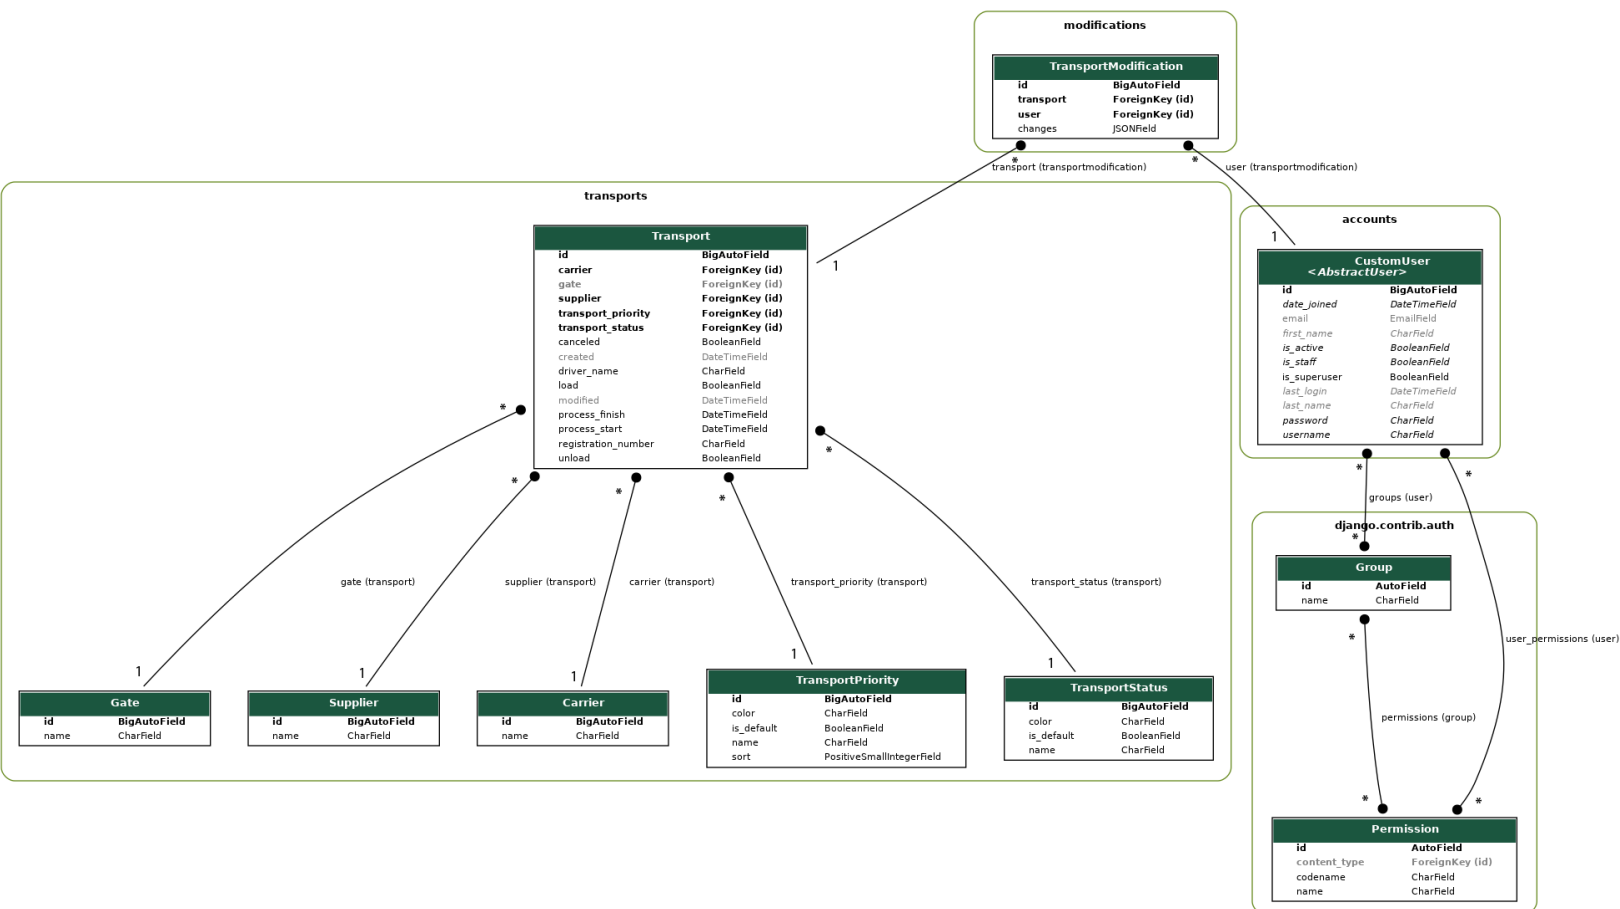 modifications
TransportModification
id BigAutoField
transport ForeignKey (id)
user ForeignKey (id)
changes JSONField
* *
transport (transportmodification) user (transportmodification)
transports
Transport
id BigAutoField
carrier ForeignKey (id)
gate ForeignKey (id)
supplier ForeignKey (id)
transport_priority ForeignKey (id)
transport_status ForeignKey (id)
canceled BooleanField
created DateTimeField
driver_name CharField
load BooleanField
modified DateTimeField
process_finish DateTimeField
process_start DateTimeField
registration_number CharField
unload BooleanField
1
1
accounts
CustomUser
<AbstractUser>
id BigAutoField
date_joined DateTimeField
email EmailField
first_name CharField
is_active BooleanField
is_staff BooleanField
is_superuser BooleanField
last_login DateTimeField
last_name CharField
password CharField
username CharField
*
*
* * *
gate (transport) supplier (transport) carrier (transport) transport_priority (transport) transport_status (transport)
1 1 1 1 1
Gate
id BigAutoField
name CharField
Supplier
id BigAutoField
name CharField
Carrier
id BigAutoField
name CharField
TransportPriority
id BigAutoField
color CharField
is_default BooleanField
name CharField
sort PositiveSmallIntegerField
TransportStatus
id BigAutoField
color CharField
is_default BooleanField
name CharField
* *
groups (user)
django.contrib.auth
*
Group
id AutoField
name CharField
*
user_permissions (user)
permissions (group)
* *
Permission
id AutoField
content_type ForeignKey (id)
codename CharField
name CharField